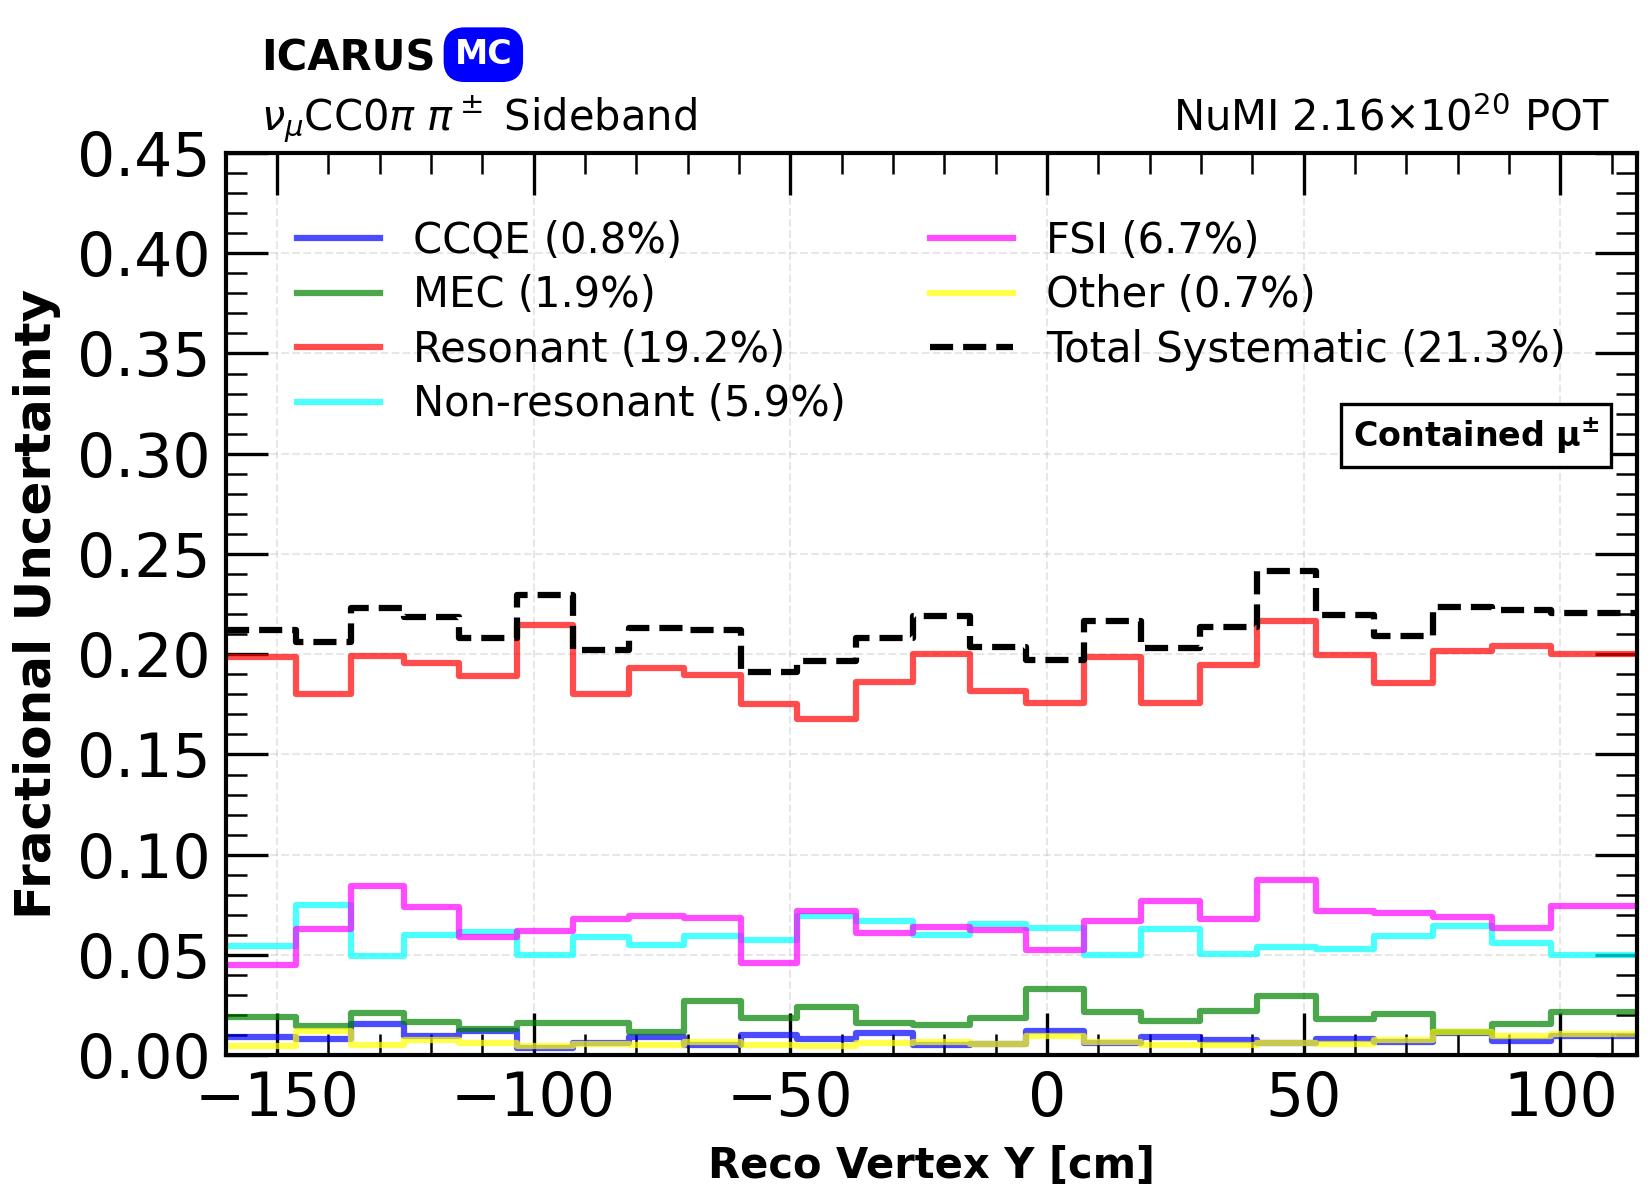 ICARUS MC
νμCC0π π± Sideband
NuMI 2.16×10²⁰ POT
0.45
0.40
0.35
0.30
0.25
0.20
0.15
0.10
0.05
0.00
Fractional Uncertainty
CCQE (0.8%)
MEC (1.9%)
Resonant (19.2%)
Non-resonant (5.9%)
FSI (6.7%)
Other (0.7%)
Total Systematic (21.3%)
Contained μ±
−150 −100 −50 0 50 100
Reco Vertex Y [cm]